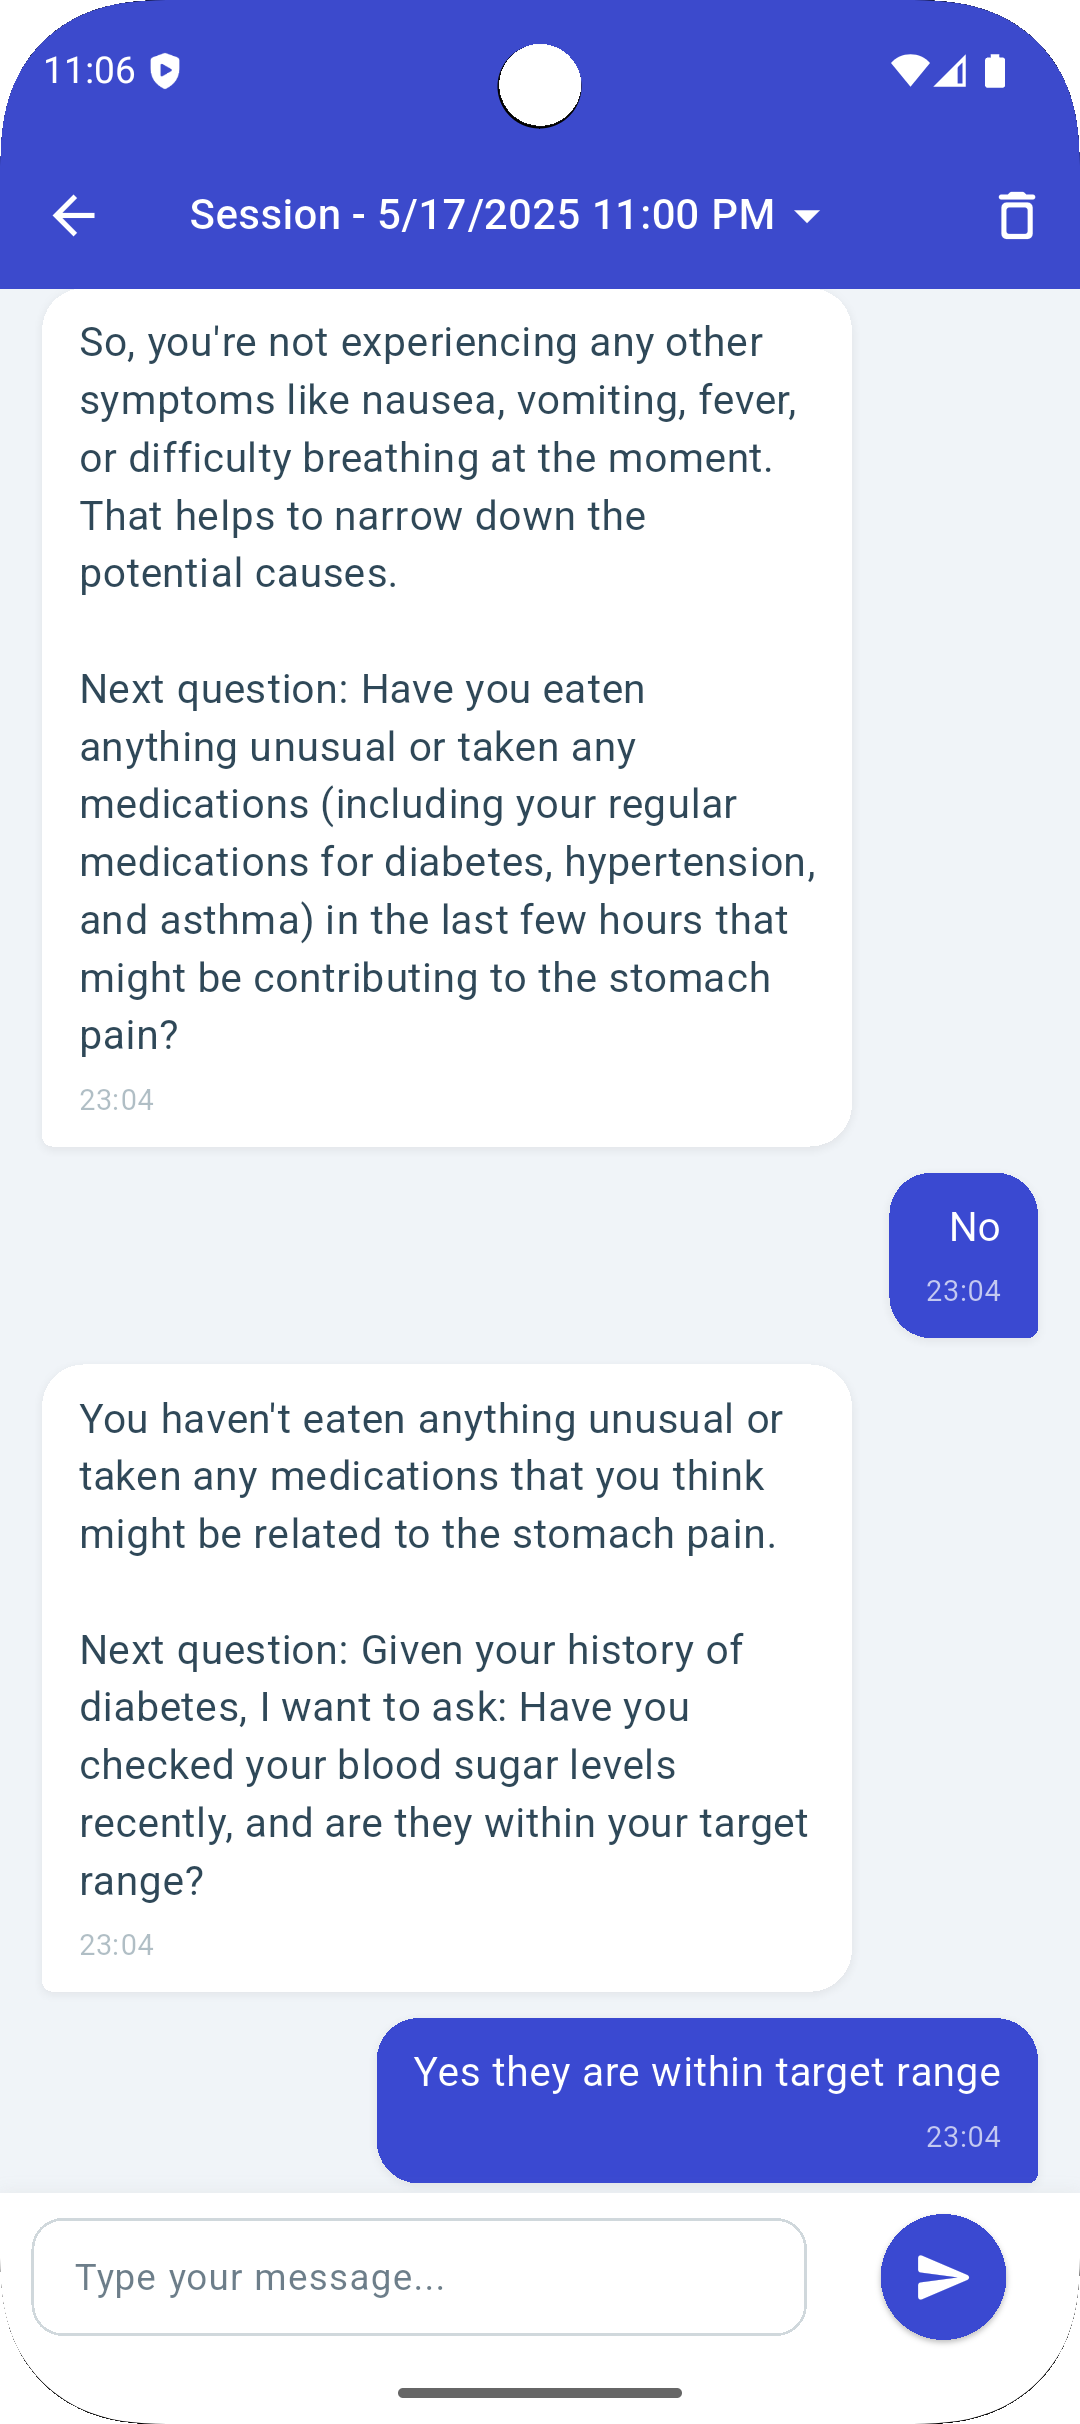 11:06
Session - 5/17/2025 11:00 PM
So, you're not experiencing any other
symptoms like nausea, vomiting, fever,
or difficulty breathing at the moment.
That helps to narrow down the
potential causes.
Next question: Have you eaten
anything unusual or taken any
medications (including your regular
medications for diabetes, hypertension,
and asthma) in the last few hours that
might be contributing to the stomach
pain?
23:04
No
23:04
You haven't eaten anything unusual or
taken any medications that you think
might be related to the stomach pain.
Next question: Given your history of
diabetes, I want to ask: Have you
checked your blood sugar levels
recently, and are they within your target
range?
23:04
Yes they are within target range
23:04
Type your message...